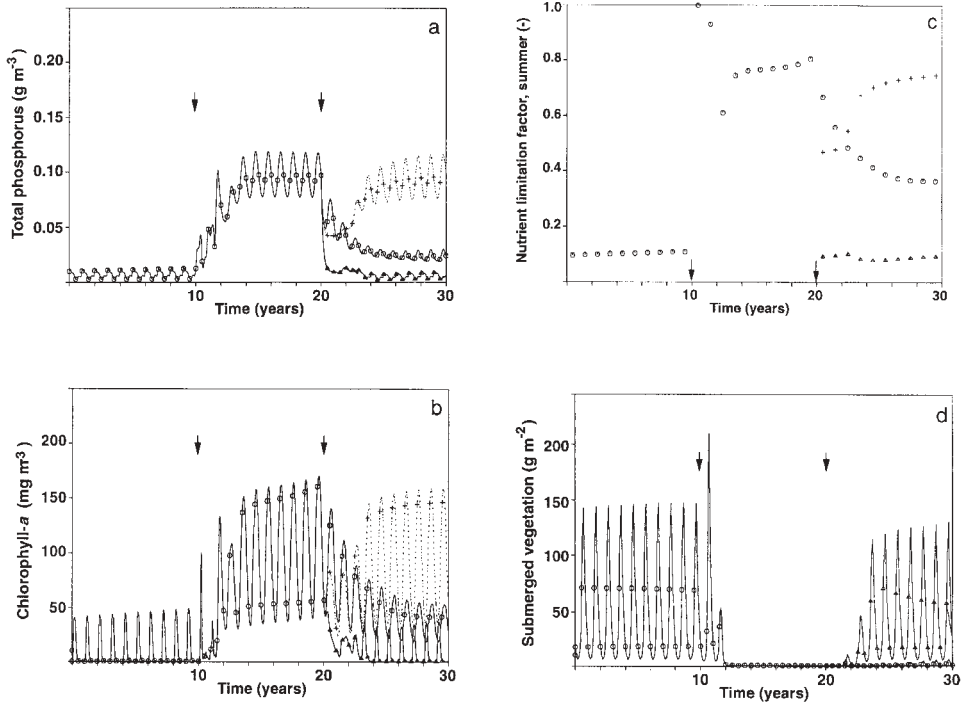 a
Total phosphorus (g m⁻³)
0.20
0.15
0.10
0.05
10
20
30
Time (years)
c
Nutrient limitation factor, summer (-)
1.0
0.8
0.6
0.4
0.2
10
20
30
Time (years)
b
Chlorophyll-a (mg m³)
200
150
100
50
10
20
30
Time (years)
d
Submerged vegetation (g m⁻²)
200
150
100
50
10
20
30
Time (years)